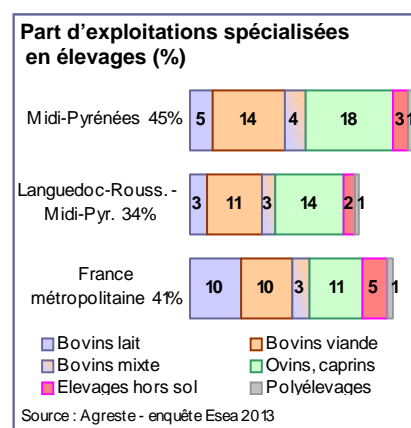 Part d'exploitations spécialisées
en élevages (%)
Midi-Pyrénées 45%
5 14 4 18 3 1
Languedoc-Rouss.-
Midi-Pyr. 34%
3 11 3 14 2 1
France
métropolitaine 41%
10 10 3 11 5 1
Bovins lait Bovins viande
Bovins mixte Ovins, caprins
Elevages hors sol Polyélevages
Source : Agreste - enquête Esea 2013